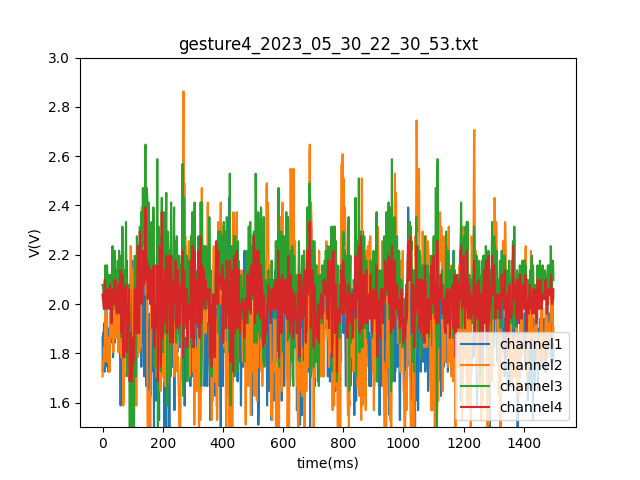 gesture4_2023_05_30_22_30_53.txt
3.0
2.8
2.6
2.4
2.2
2.0
1.8
1.6
V(V)
channel1
channel2
channel3
channel4
0 200 400 600 800 1000 1200 1400
time(ms)